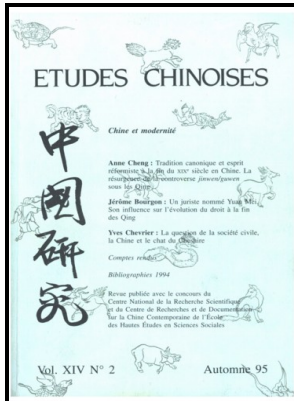 ETUDES CHINOISES
中國研究
Chine et modernité
Anne Cheng : Tradition canonique et esprit
réformiste à la fin du XIXe siècle en Chine. La
résurgence de la controverse jinwen/guwen
sous les Qing
Jérôme Bourgon : Un juriste nommé Yuan Mei.
Son influence sur l'évolution du droit à la fin
des Qing
Yves Chevrier : La question de la société civile,
la Chine et le chat du Cheshire
Comptes rendus
Bibliographies 1994
Revue publiée avec le concours du
Centre National de la Recherche Scientifique
et du Centre de Recherches et de Documentation
sur la Chine Contemporaine de l'École
des Hautes Études en Sciences Sociales
Vol. XIV N° 2
Automne 95